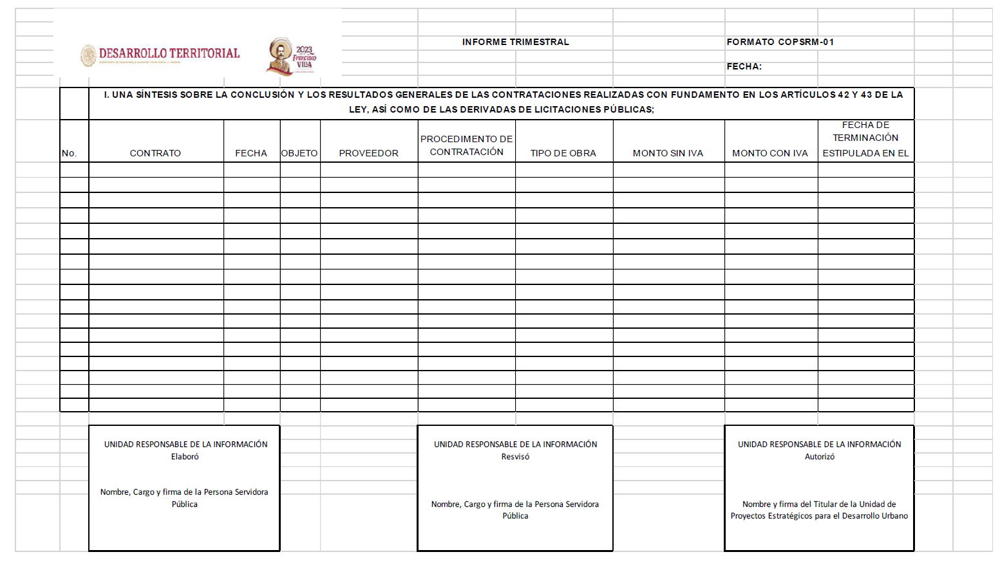 DESARROLLO TERRITORIAL
2023
Francisco
VILLA
INFORME TRIMESTRAL
FORMATO COPSRM-01
FECHA:
I. UNA SÍNTESIS SOBRE LA CONCLUSIÓN Y LOS RESULTADOS GENERALES DE LAS CONTRATACIONES REALIZADAS CON FUNDAMENTO EN LOS ARTÍCULOS 42 Y 43 DE LA
LEY, ASÍ COMO DE LAS DERIVADAS DE LICITACIONES PÚBLICAS;
No.
CONTRATO
FECHA
OBJETO
PROVEEDOR
PROCEDIMENTO DE
CONTRATACIÓN
TIPO DE OBRA
MONTO SIN IVA
MONTO CON IVA
FECHA DE
TERMINACIÓN
ESTIPULADA EN EL
UNIDAD RESPONSABLE DE LA INFORMACIÓN
Elaboró
Nombre, Cargo y firma de la Persona Servidora
Pública
UNIDAD RESPONSABLE DE LA INFORMACIÓN
Resvisó
Nombre, Cargo y firma de la Persona Servidora
Pública
UNIDAD RESPONSABLE DE LA INFORMACIÓN
Autorizó
Nombre y firma del Titular de la Unidad de
Proyectos Estratégicos para el Desarrollo Urbano